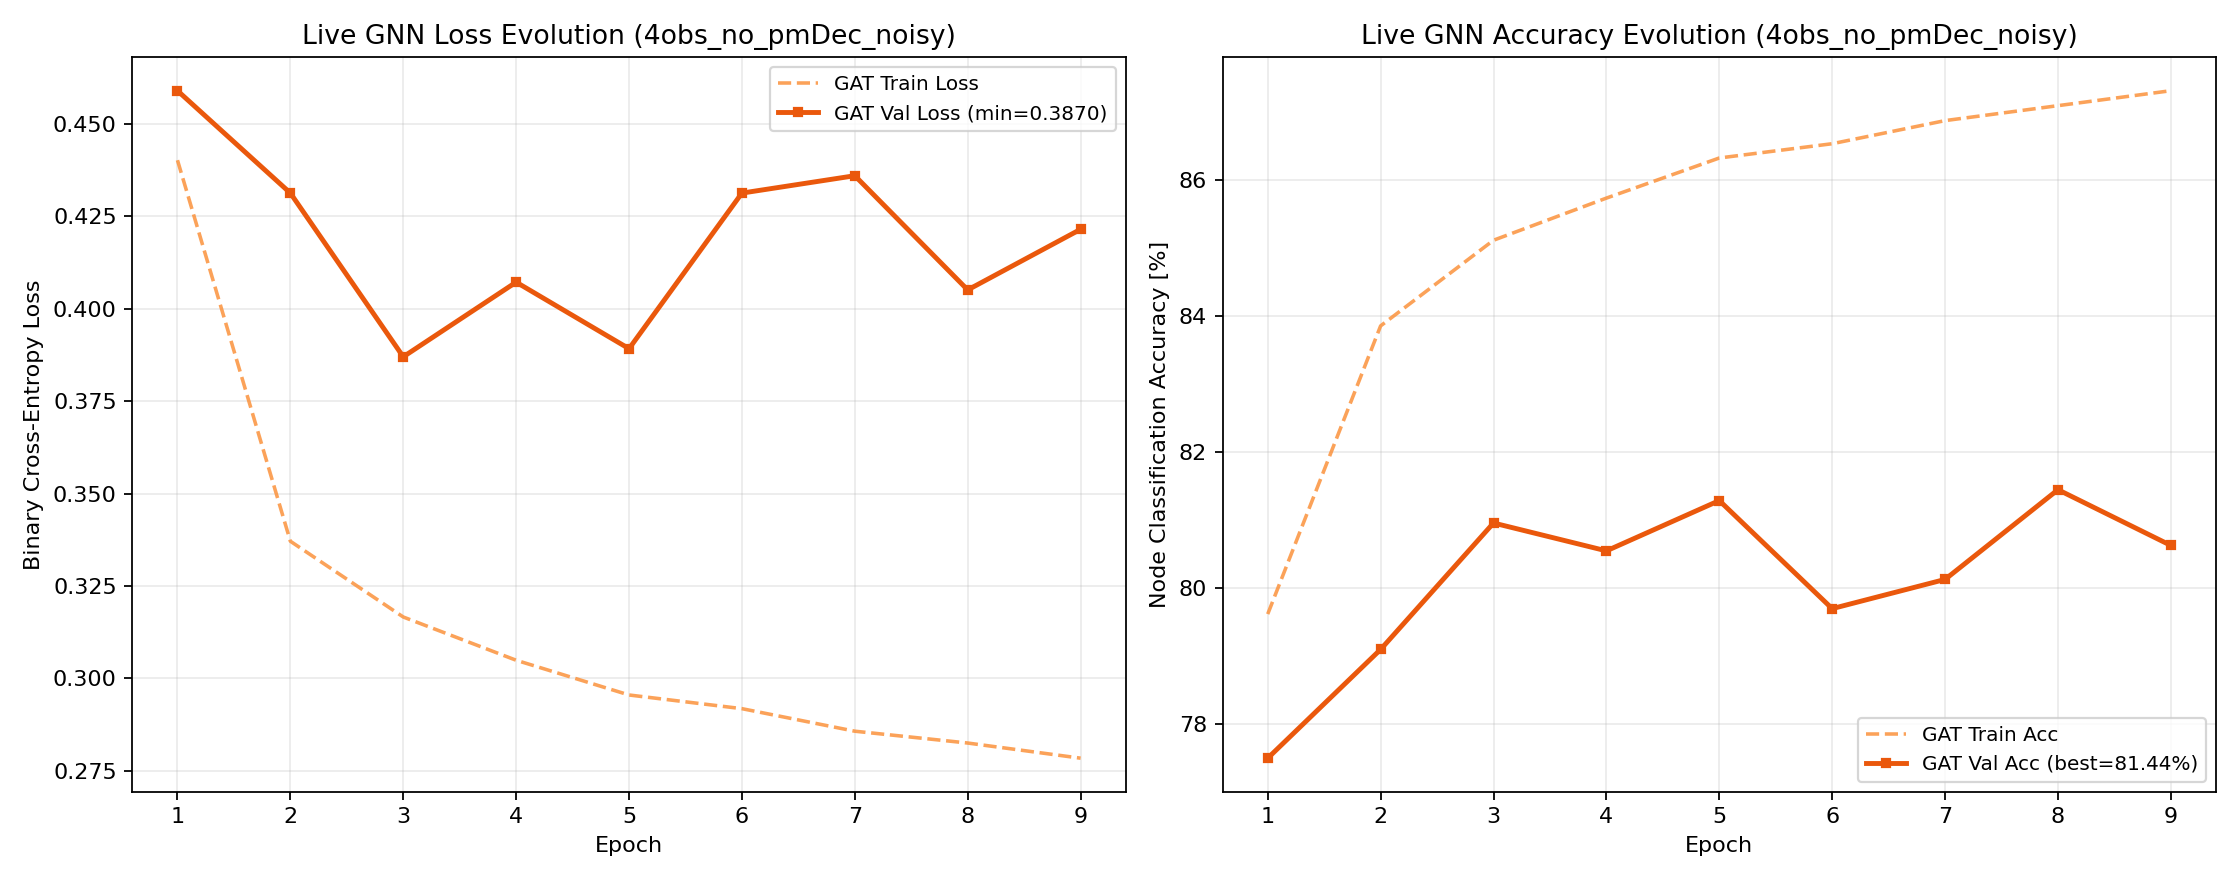 Live GNN Loss Evolution (4obs_no_pmDec_noisy)
GAT Train Loss
GAT Val Loss (min=0.3870)
Binary Cross-Entropy Loss
0.450
0.425
0.400
0.375
0.350
0.325
0.300
0.275
1 2 3 4 5 6 7 8 9
Epoch
Live GNN Accuracy Evolution (4obs_no_pmDec_noisy)
Node Classification Accuracy [%]
86
84
82
80
78
GAT Train Acc
GAT Val Acc (best=81.44%)
1 2 3 4 5 6 7 8 9
Epoch